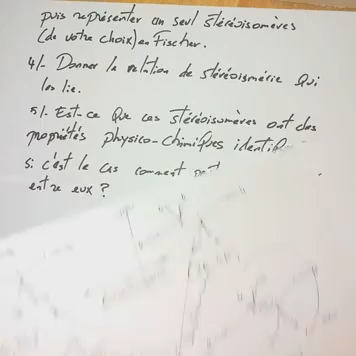 puis représenter un seul stéréoisomères
(de votre choix) en Fischer.
4/- Donner la relation de stéréoisomérie qui
les lie.
5/- Est-ce que ces stéréoisomères ont des
propriétés physico-chimiques identi
si c'est le cas comment
entre eux ?